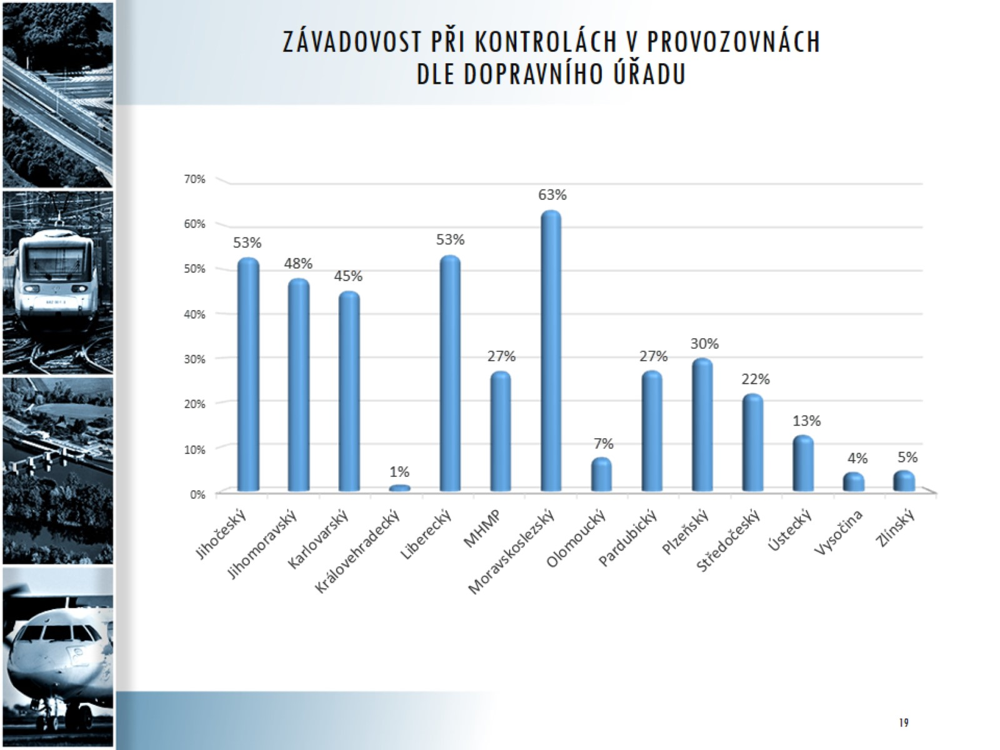 ZÁVADOVOST PŘI KONTROLÁCH V PROVOZOVNÁCH
DLE DOPRAVNÍHO ÚŘADU
70%
60%
50%
40%
30%
20%
10%
0%
53%
48%
45%
1%
53%
27%
63%
7%
27%
30%
22%
13%
4%
5%
Jihočeský
Jihomoravský
Karlovarský
Královehradecký
Liberecký
MHMP
Moravskoslezský
Olomoucký
Pardubický
Plzeňský
Středočeský
Ústecký
Vysočina
Zlínský
19